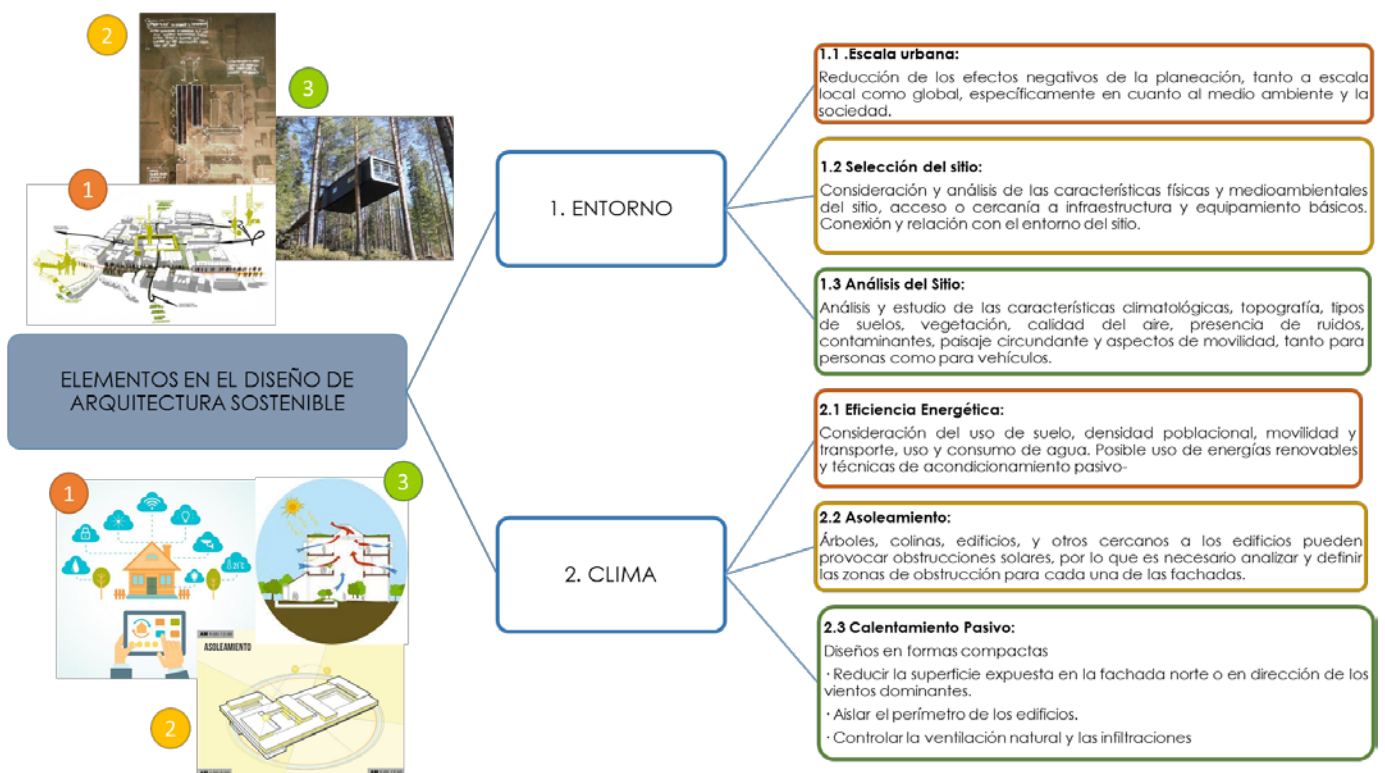 2
3
1
ELEMENTOS EN EL DISEÑO DE
ARQUITECTURA SOSTENIBLE
1
3
ASOLEAMIENTO
2
1. ENTORNO
1.1 .Escala urbana:
Reducción de los efectos negativos de la planeación, tanto a escala
local como global, específicamente en cuanto al medio ambiente y la
sociedad.
1.2 Selección del sitio:
Consideración y análisis de las características físicas y medioambientales
del sitio, acceso o cercanía a infraestructura y equipamiento básicos.
Conexión y relación con el entorno del sitio.
1.3 Análisis del Sitio:
Análisis y estudio de las características climatológicas, topografía, tipos
de suelos, vegetación, calidad del aire, presencia de ruidos,
contaminantes, paisaje circundante y aspectos de movilidad, tanto para
personas como para vehículos.
2. CLIMA
2.1 Eficiencia Energética:
Consideración del uso de suelo, densidad poblacional, movilidad y
transporte, uso y consumo de agua. Posible uso de energías renovables
y técnicas de acondicionamiento pasivo-
2.2 Asoleamiento:
Árboles, colinas, edificios, y otros cercanos a los edificios pueden
provocar obstrucciones solares, por lo que es necesario analizar y definir
las zonas de obstrucción para cada una de las fachadas.
2.3 Calentamiento Pasivo:
Diseños en formas compactas
· Reducir la superficie expuesta en la fachada norte o en dirección de los
vientos dominantes.
· Aislar el perímetro de los edificios.
· Controlar la ventilación natural y las infiltraciones